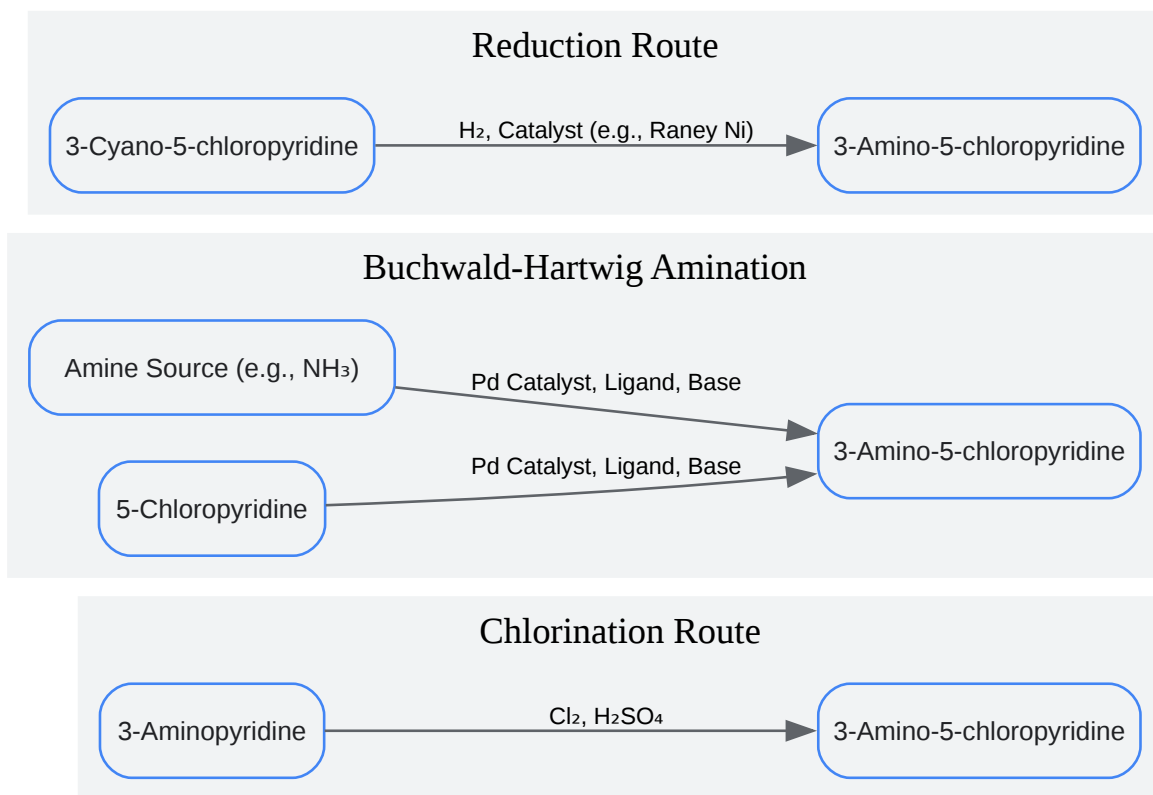 Reduction Route
3-Cyano-5-chloropyridine
H₂, Catalyst (e.g., Raney Ni)
3-Amino-5-chloropyridine
Buchwald-Hartwig Amination
Amine Source (e.g., NH₃)
Pd Catalyst, Ligand, Base
3-Amino-5-chloropyridine
Pd Catalyst, Ligand, Base
5-Chloropyridine
Chlorination Route
3-Aminopyridine
Cl₂, H₂SO₄
3-Amino-5-chloropyridine